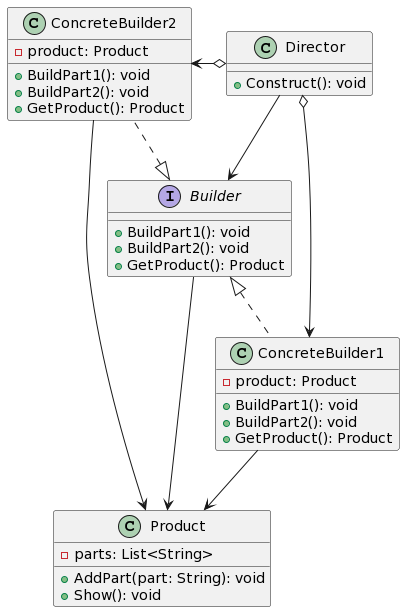 C ConcreteBuilder2
product: Product
BuildPart1(): void
BuildPart2(): void
GetProduct(): Product
C Director
Construct(): void
I Builder
BuildPart1(): void
BuildPart2(): void
GetProduct(): Product
C ConcreteBuilder1
product: Product
BuildPart1(): void
BuildPart2(): void
GetProduct(): Product
C Product
parts: List<String>
AddPart(part: String): void
Show(): void